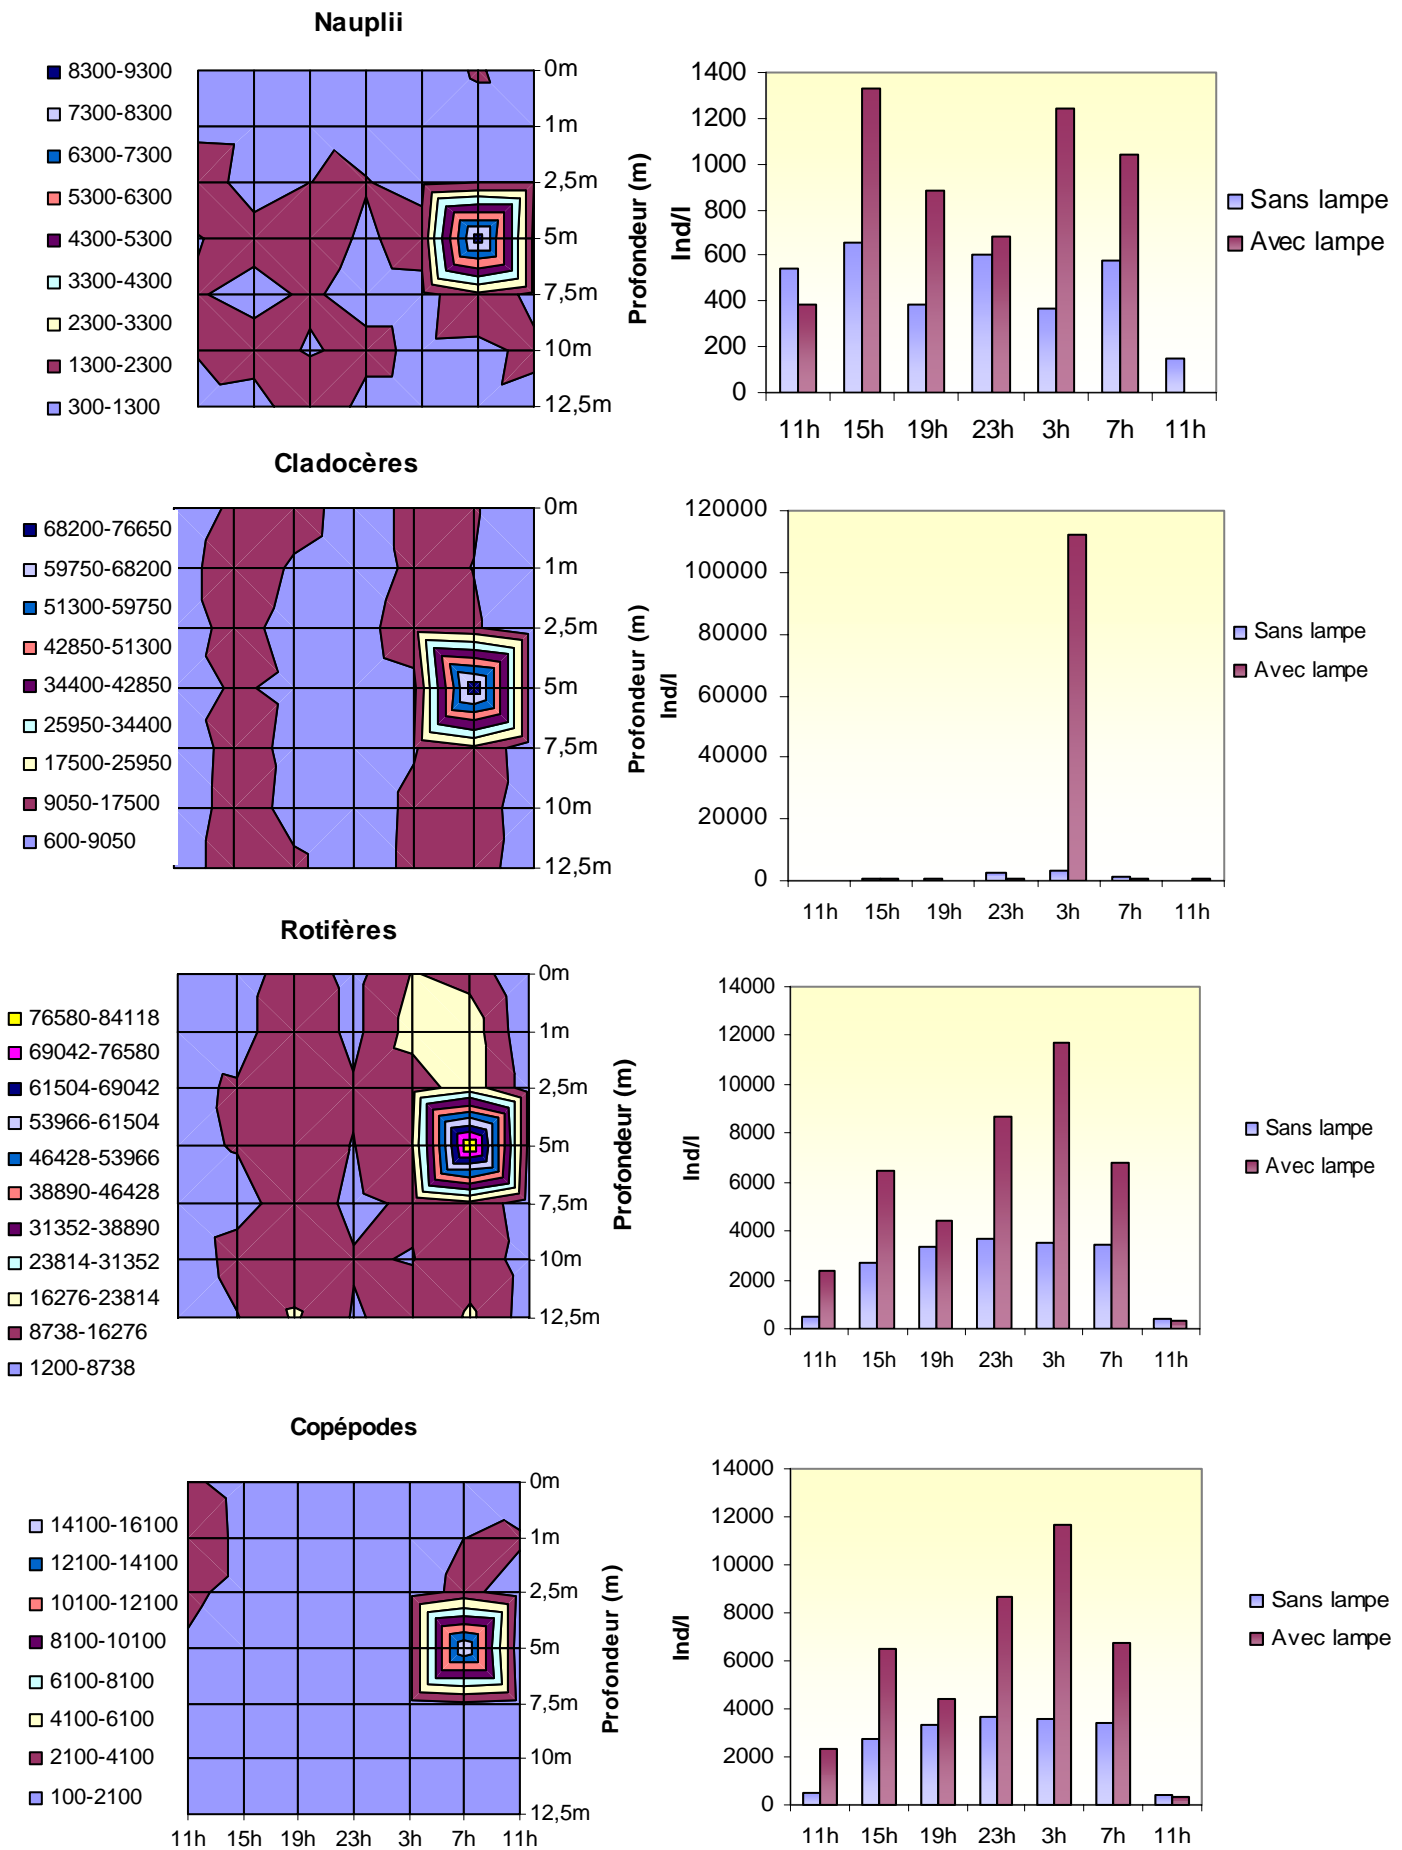 Nauplii
8300-9300
7300-8300
6300-7300
5300-6300
4300-5300
3300-4300
2300-3300
1300-2300
300-1300
0m
1m
2,5m
5m
7,5m
10m
12,5m
Profondeur (m)
Ind/l
1400
1200
1000
800
600
400
200
0
11h 15h 19h 23h 3h 7h 11h
Sans lampe
Avec lampe
Cladocères
68200-76650
59750-68200
51300-59750
42850-51300
34400-42850
25950-34400
17500-25950
9050-17500
600-9050
0m
1m
2,5m
5m
7,5m
10m
12,5m
Profondeur (m)
Ind/l
120000
100000
80000
60000
40000
20000
0
11h 15h 19h 23h 3h 7h 11h
Sans lampe
Avec lampe
Rotifères
76580-84118
69042-76580
61504-69042
53966-61504
46428-53966
38890-46428
31352-38890
23814-31352
16276-23814
8738-16276
1200-8738
0m
1m
2,5m
5m
7,5m
10m
12,5m
Profondeur (m)
Ind/l
14000
12000
10000
8000
6000
4000
2000
0
11h 15h 19h 23h 3h 7h 11h
Sans lampe
Avec lampe
Copépodes
14100-16100
12100-14100
10100-12100
8100-10100
6100-8100
4100-6100
2100-4100
100-2100
0m
1m
2,5m
5m
7,5m
10m
12,5m
11h 15h 19h 23h 3h 7h 11h
Profondeur (m)
Ind/l
14000
12000
10000
8000
6000
4000
2000
0
11h 15h 19h 23h 3h 7h 11h
Sans lampe
Avec lampe